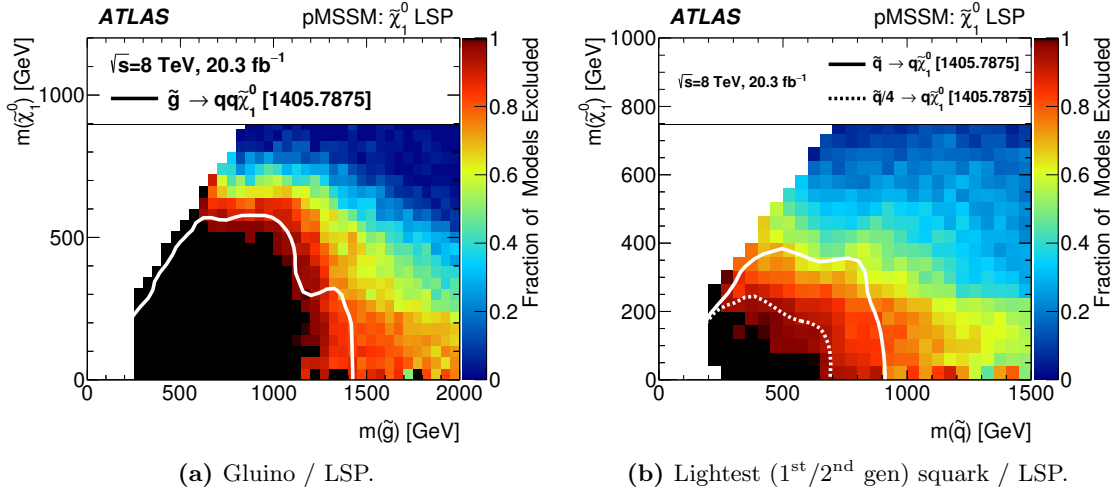 ATLAS pMSSM: χ̃₁⁰ LSP
m(χ̃₁⁰) [GeV]
1000
500
0
√s=8 TeV, 20.3 fb⁻¹
g̃ → qqχ̃₁⁰ [1405.7875]
0 500 1000 1500 2000
m(g̃) [GeV]
1
0.8
0.6
0.4
0.2
0
Fraction of Models Excluded
(a) Gluino / LSP.
ATLAS pMSSM: χ̃₁⁰ LSP
m(χ̃₁⁰) [GeV]
1000
800
600
400
200
0
√s=8 TeV, 20.3 fb⁻¹
q̃ → qχ̃₁⁰ [1405.7875]
q̃/4 → qχ̃₁⁰ [1405.7875]
0 500 1000 1500
m(q̃) [GeV]
1
0.8
0.6
0.4
0.2
0
Fraction of Models Excluded
(b) Lightest (1ˢᵗ/2ⁿᵈ gen) squark / LSP.